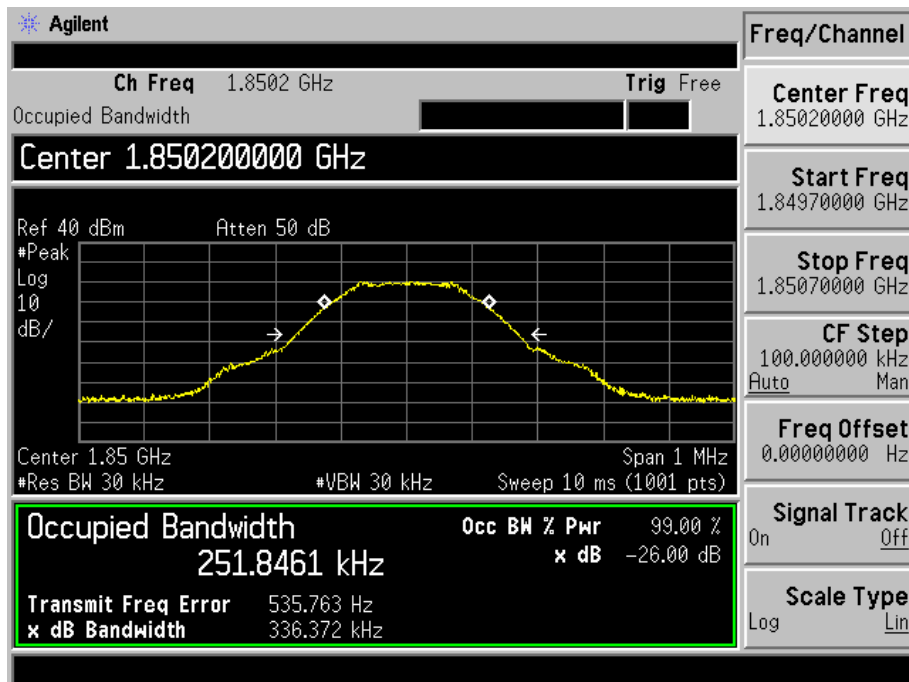 Agilent
Freq/Channel
Ch Freq 1.8502 GHz Trig Free
Occupied Bandwidth
Center 1.850200000 GHz
Ref 40 dBm Atten 50 dB
#Peak
Log
10
dB/
Center 1.85 GHz Span 1 MHz
#Res BW 30 kHz #VBW 30 kHz Sweep 10 ms (1001 pts)
Occupied Bandwidth Occ BW % Pwr 99.00 %
251.8461 kHz x dB -26.00 dB
Transmit Freq Error 535.763 Hz
x dB Bandwidth 336.372 kHz
Center Freq
1.85020000 GHz
Start Freq
1.84970000 GHz
Stop Freq
1.85070000 GHz
CF Step
100.000000 kHz
Auto Man
Freq Offset
0.00000000 Hz
Signal Track
On Off
Scale Type
Log Lin